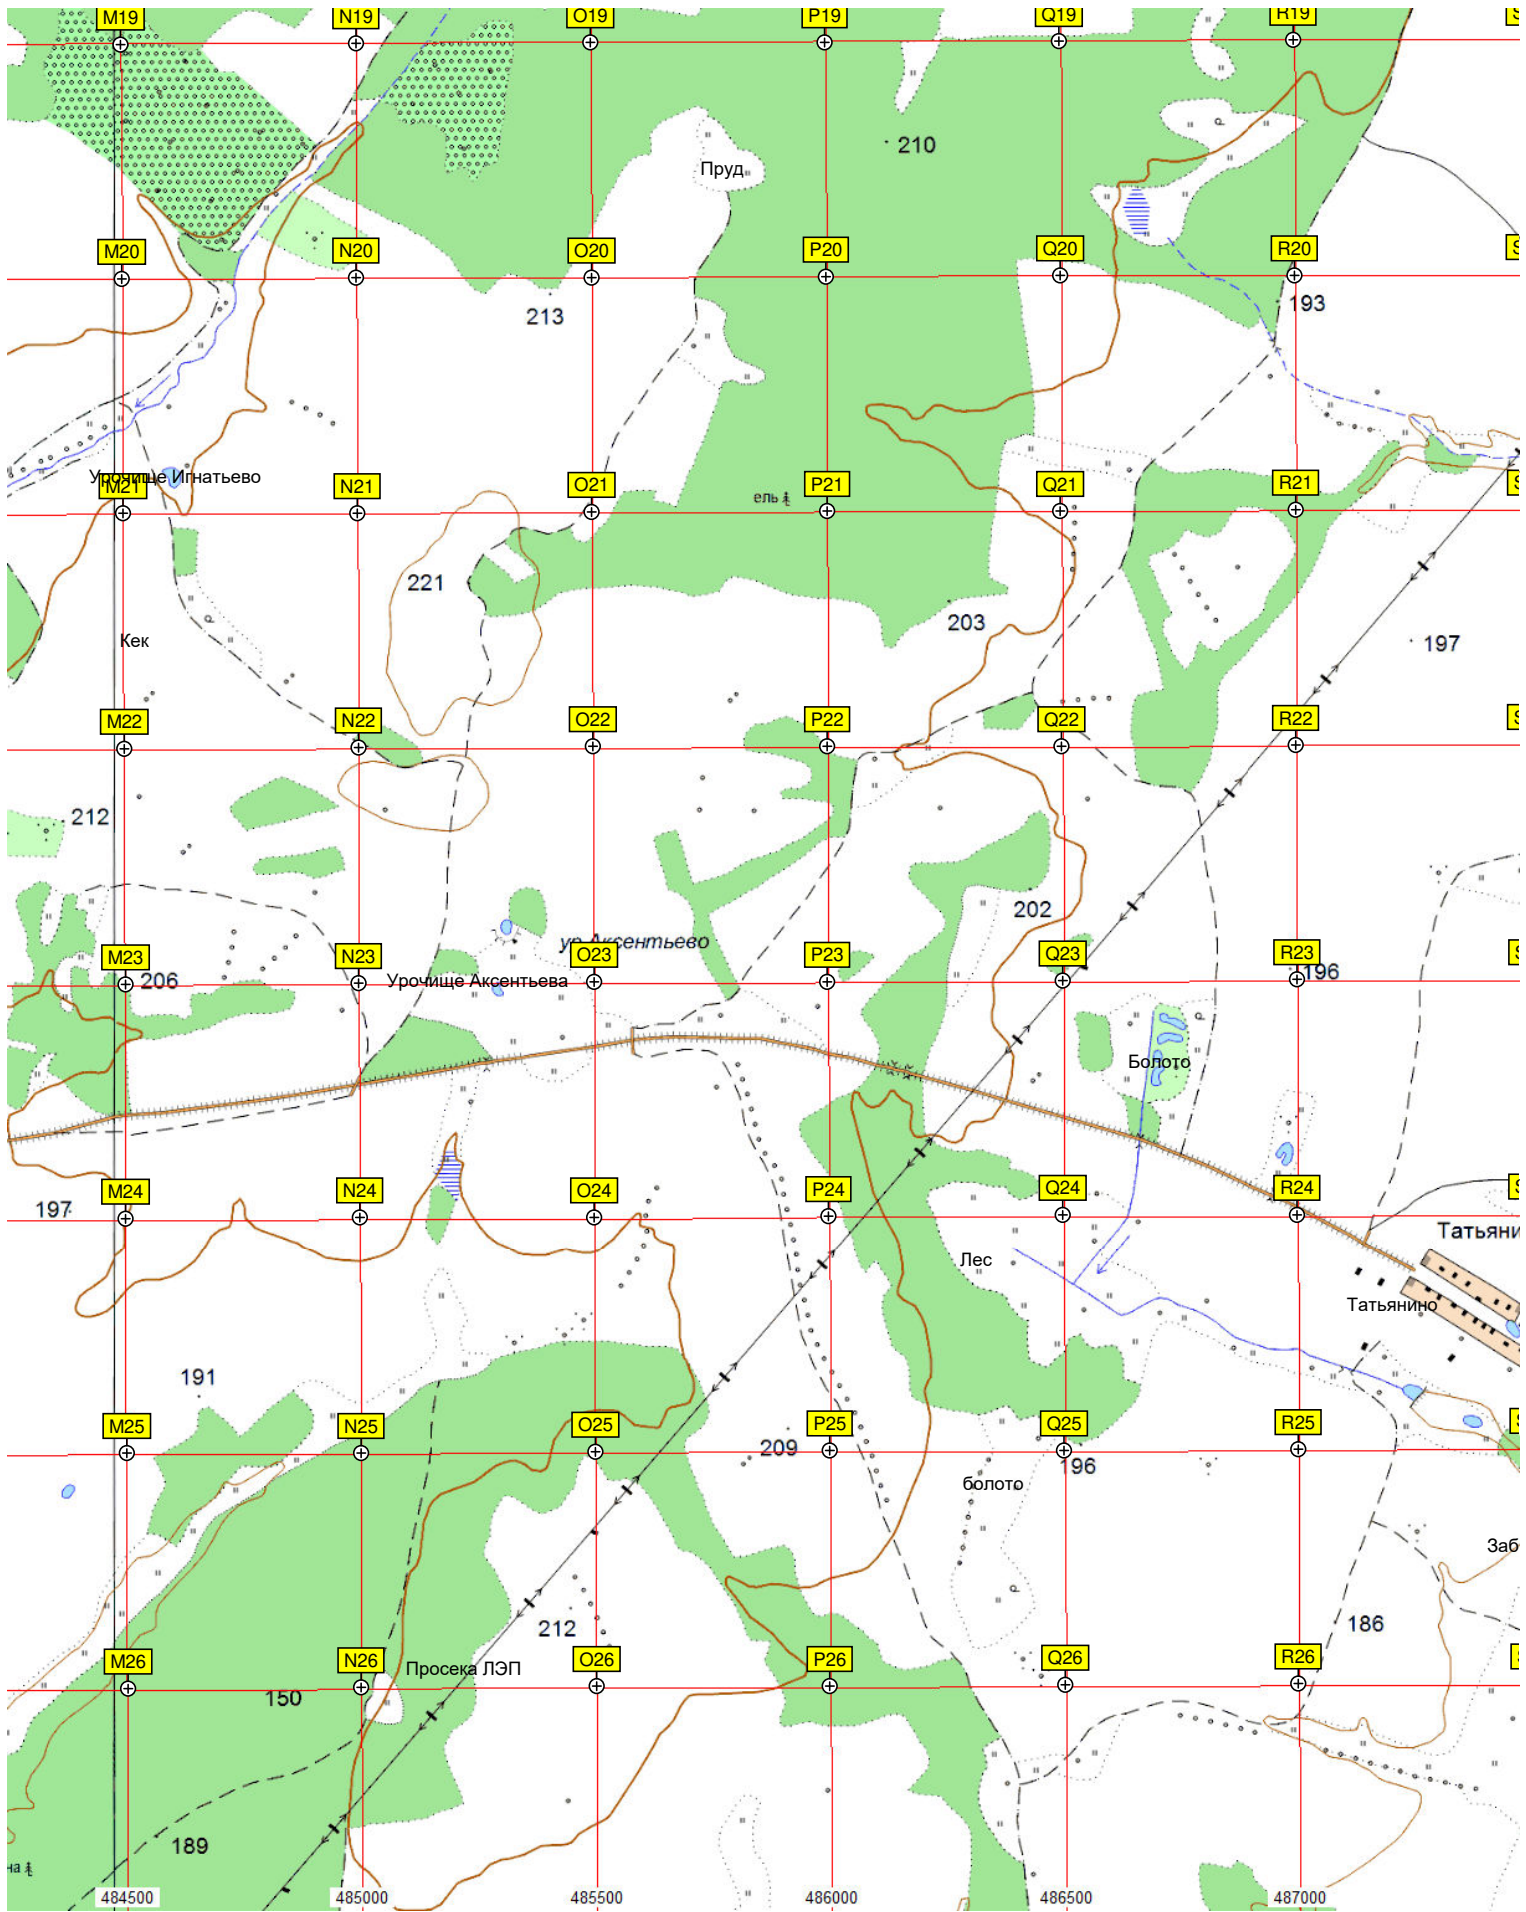 M19 N19 O19 P19 Q19 R19 S
210
Пруд
M20 N20 O20 P20 Q20 R20 S
213 193
Урочище Игнатьево
M21 N21 O21 P21 Q21 R21 S
ель
221
203
Кек 197
M22 N22 O22 P22 Q22 R22 S
212
202
ур Аксентьево
M23 N23 O23 P23 Q23 R23 S
206 Урочище Аксентьева 196
Болото
M24 N24 O24 P24 Q24 R24 S
197
Татьяни
Лес
Татьянино
191
M25 N25 O25 P25 Q25 R25 S
209 196
болото
Заб
212 186
M26 N26 O26 P26 Q26 R26
Просека ЛЭП
150
189
на
484500 485000 485500 486000 486500 487000